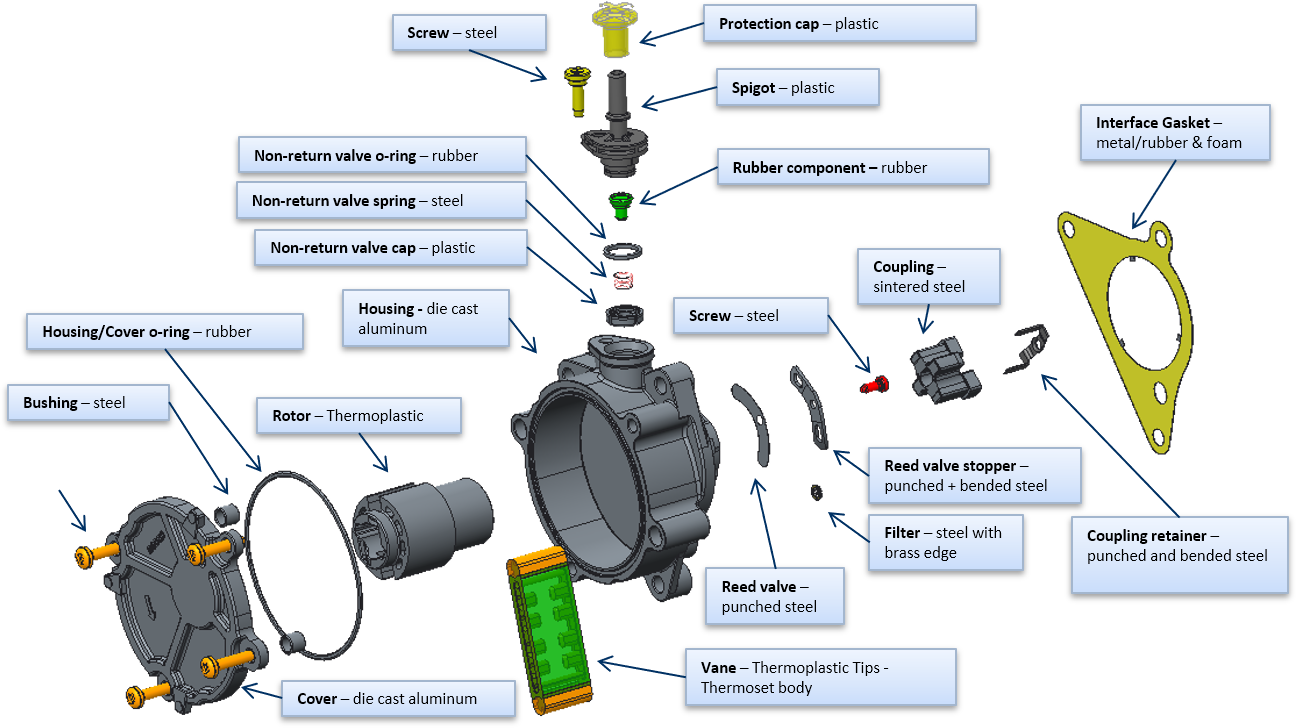 Protection cap – plastic
Screw – steel
Spigot – plastic
Interface Gasket –
metal/rubber & foam
Non-return valve o-ring – rubber
Rubber component – rubber
Non-return valve spring – steel
Non-return valve cap – plastic
Coupling –
sintered steel
Housing - die cast
aluminum
Screw – steel
Housing/Cover o-ring – rubber
Bushing – steel
Rotor – Thermoplastic
Reed valve stopper –
punched + bended steel
Filter – steel with
brass edge
Coupling retainer –
punched and bended steel
Reed valve –
punched steel
Vane – Thermoplastic Tips -
Thermoset body
Cover – die cast aluminum